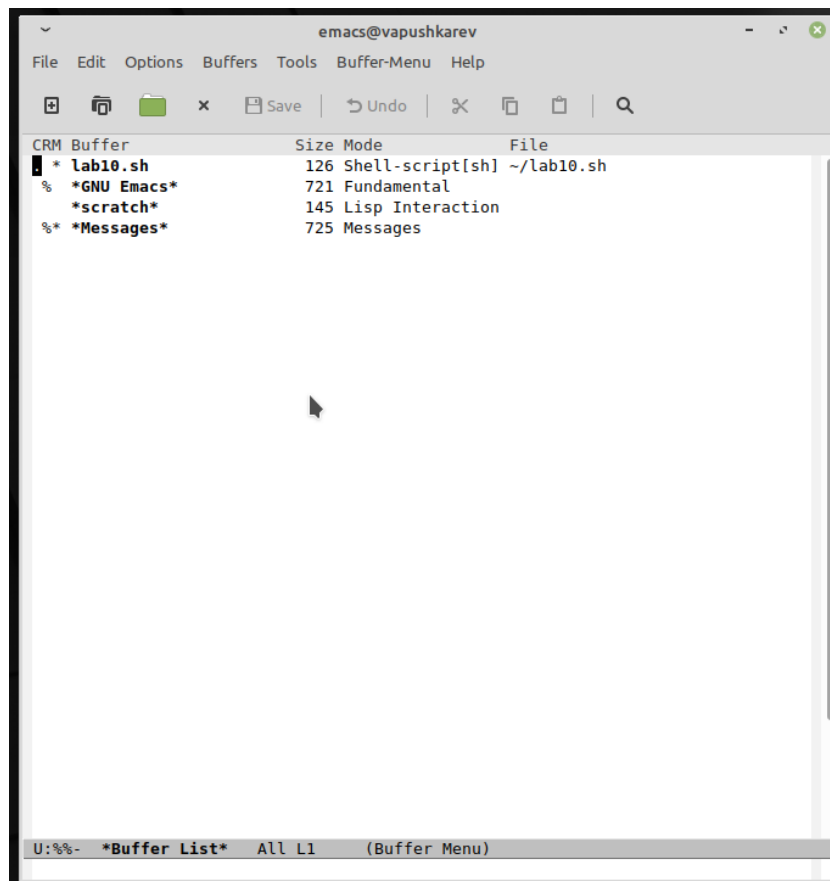 emacs@vapushkarev
File Edit Options Buffers Tools Buffer-Menu Help
Save Undo
CRM Buffer Size Mode File
. * lab10.sh 126 Shell-script[sh] ~/lab10.sh
% *GNU Emacs* 721 Fundamental
*scratch* 145 Lisp Interaction
%* *Messages* 725 Messages
U:%%- *Buffer List* All L1 (Buffer Menu)